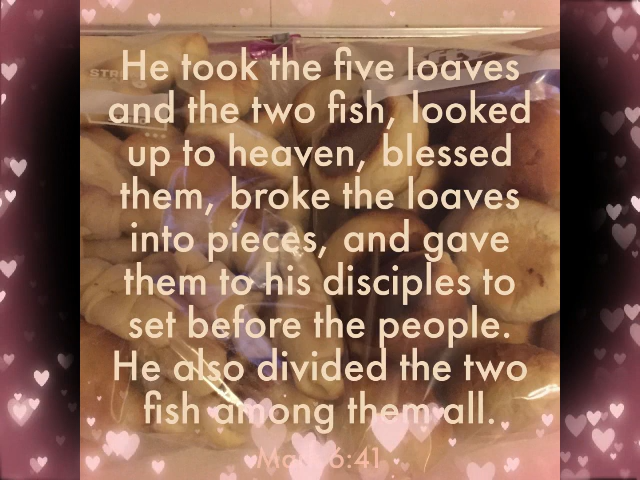 He took the five loaves
and the two fish, looked
up to heaven, blessed
them, broke the loaves
into pieces, and gave
them to his disciples to
set before the people.
He also divided the two
fish among them all.
6:41